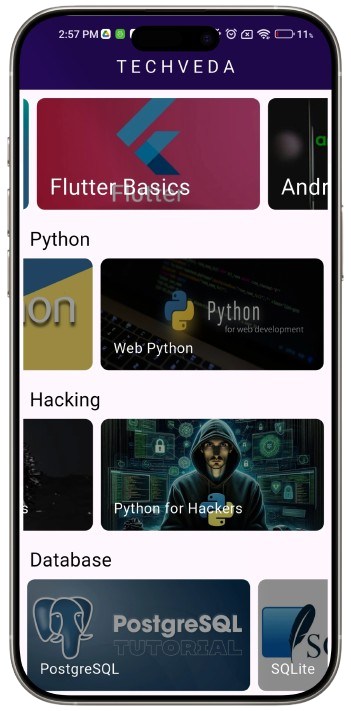 2:57 PM 11%
TECHVEDA
Flutter
Flutter Basics
Andr
Python
on
Python
for web development
Web Python
Hacking
s
Python for Hackers
Database
PostgreSQL
TUTORIAL
PostgreSQL
SQLite